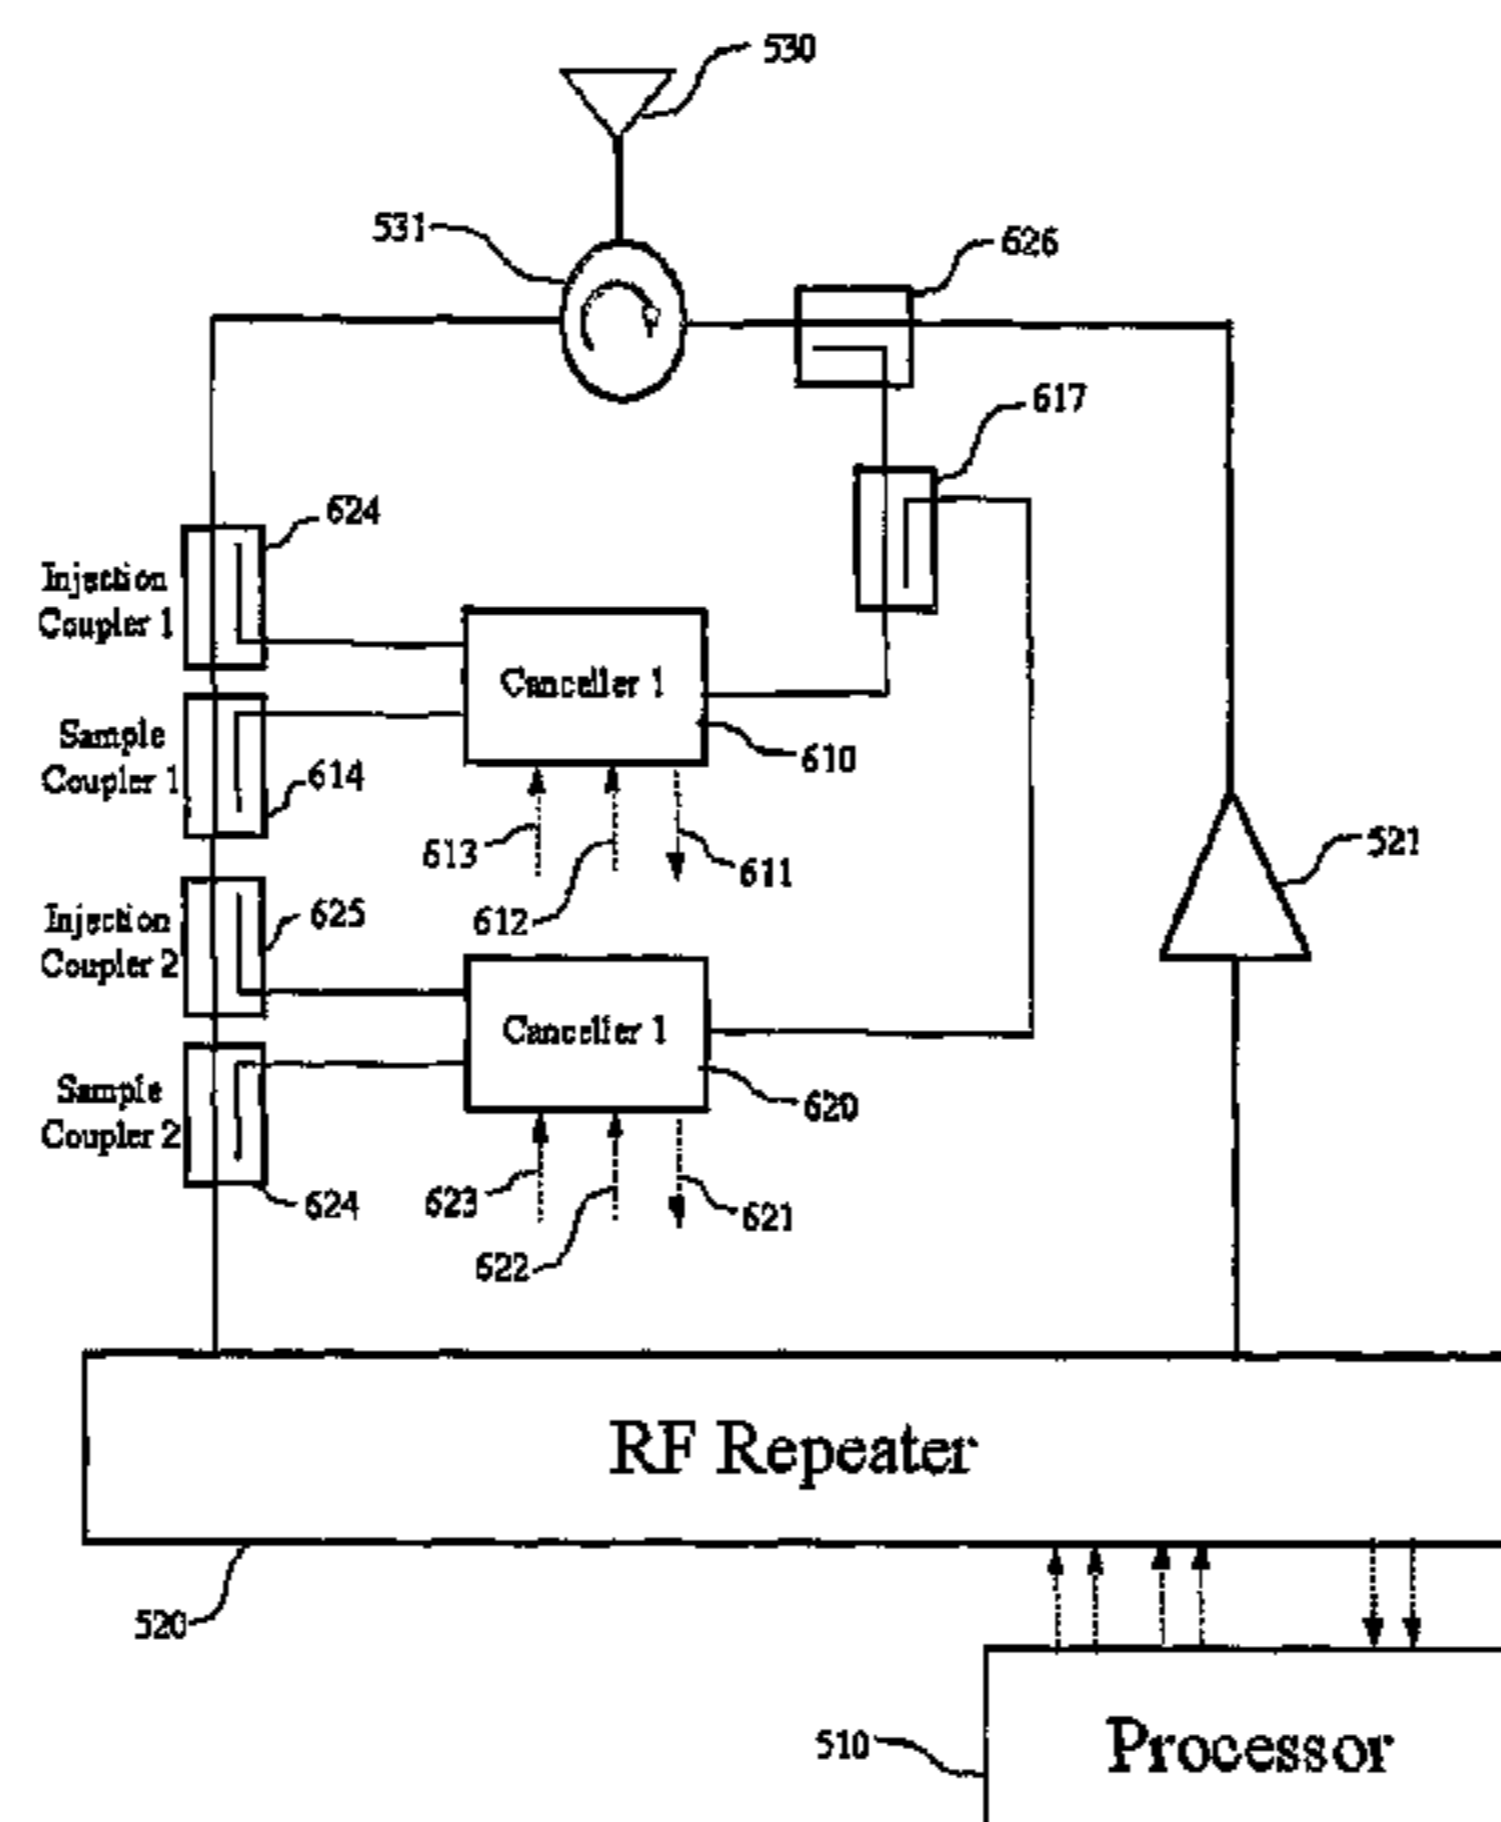 530
531
626
617
624
Injection
Coupler 1
Canceller 1
Sample
Coupler 1
610
614
613
611
521
612
625
Injection
Coupler 2
Canceller 1
Sample
Coupler 2
620
624
623
621
622
RF Repeater
520
510
Processor